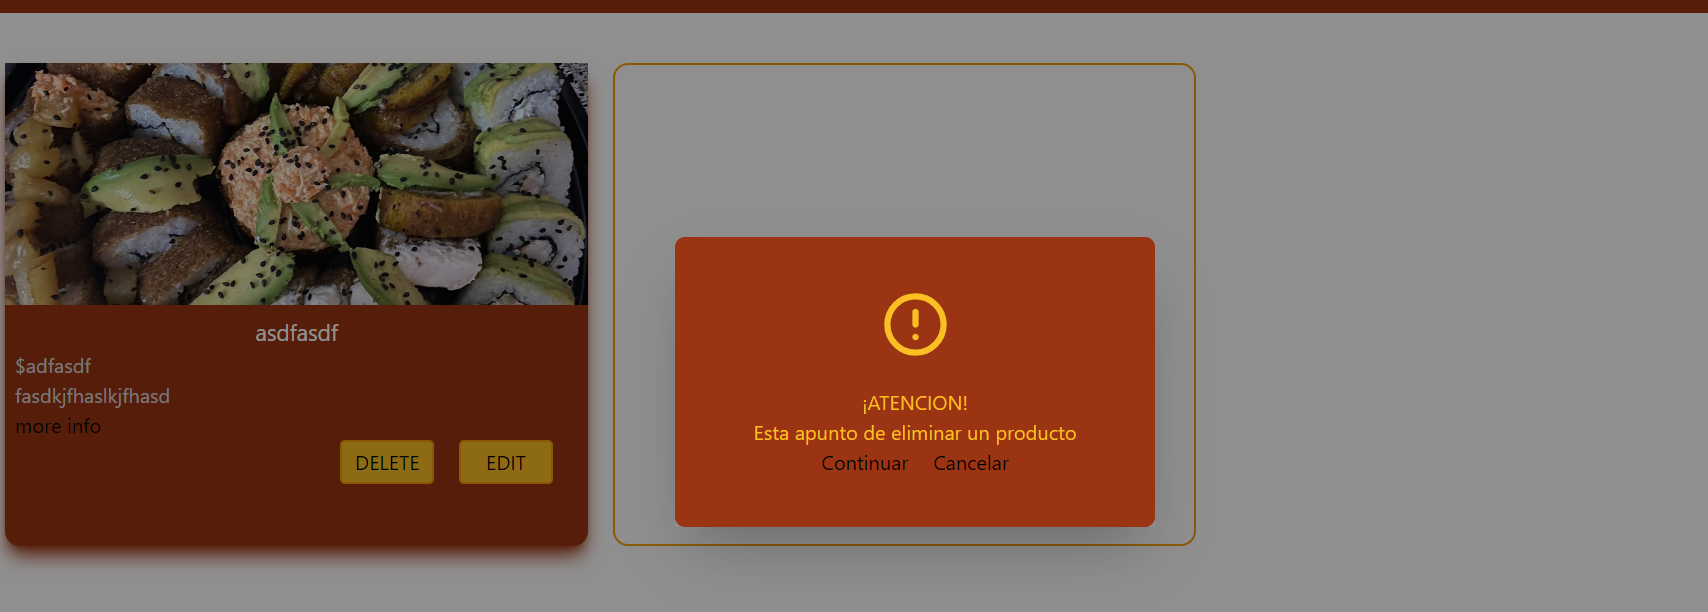 asdfasdf
$adfasdf
fasdkjfhaslkjfhasd
more info
DELETE EDIT
¡ATENCION!
Esta apunto de eliminar un producto
Continuar Cancelar